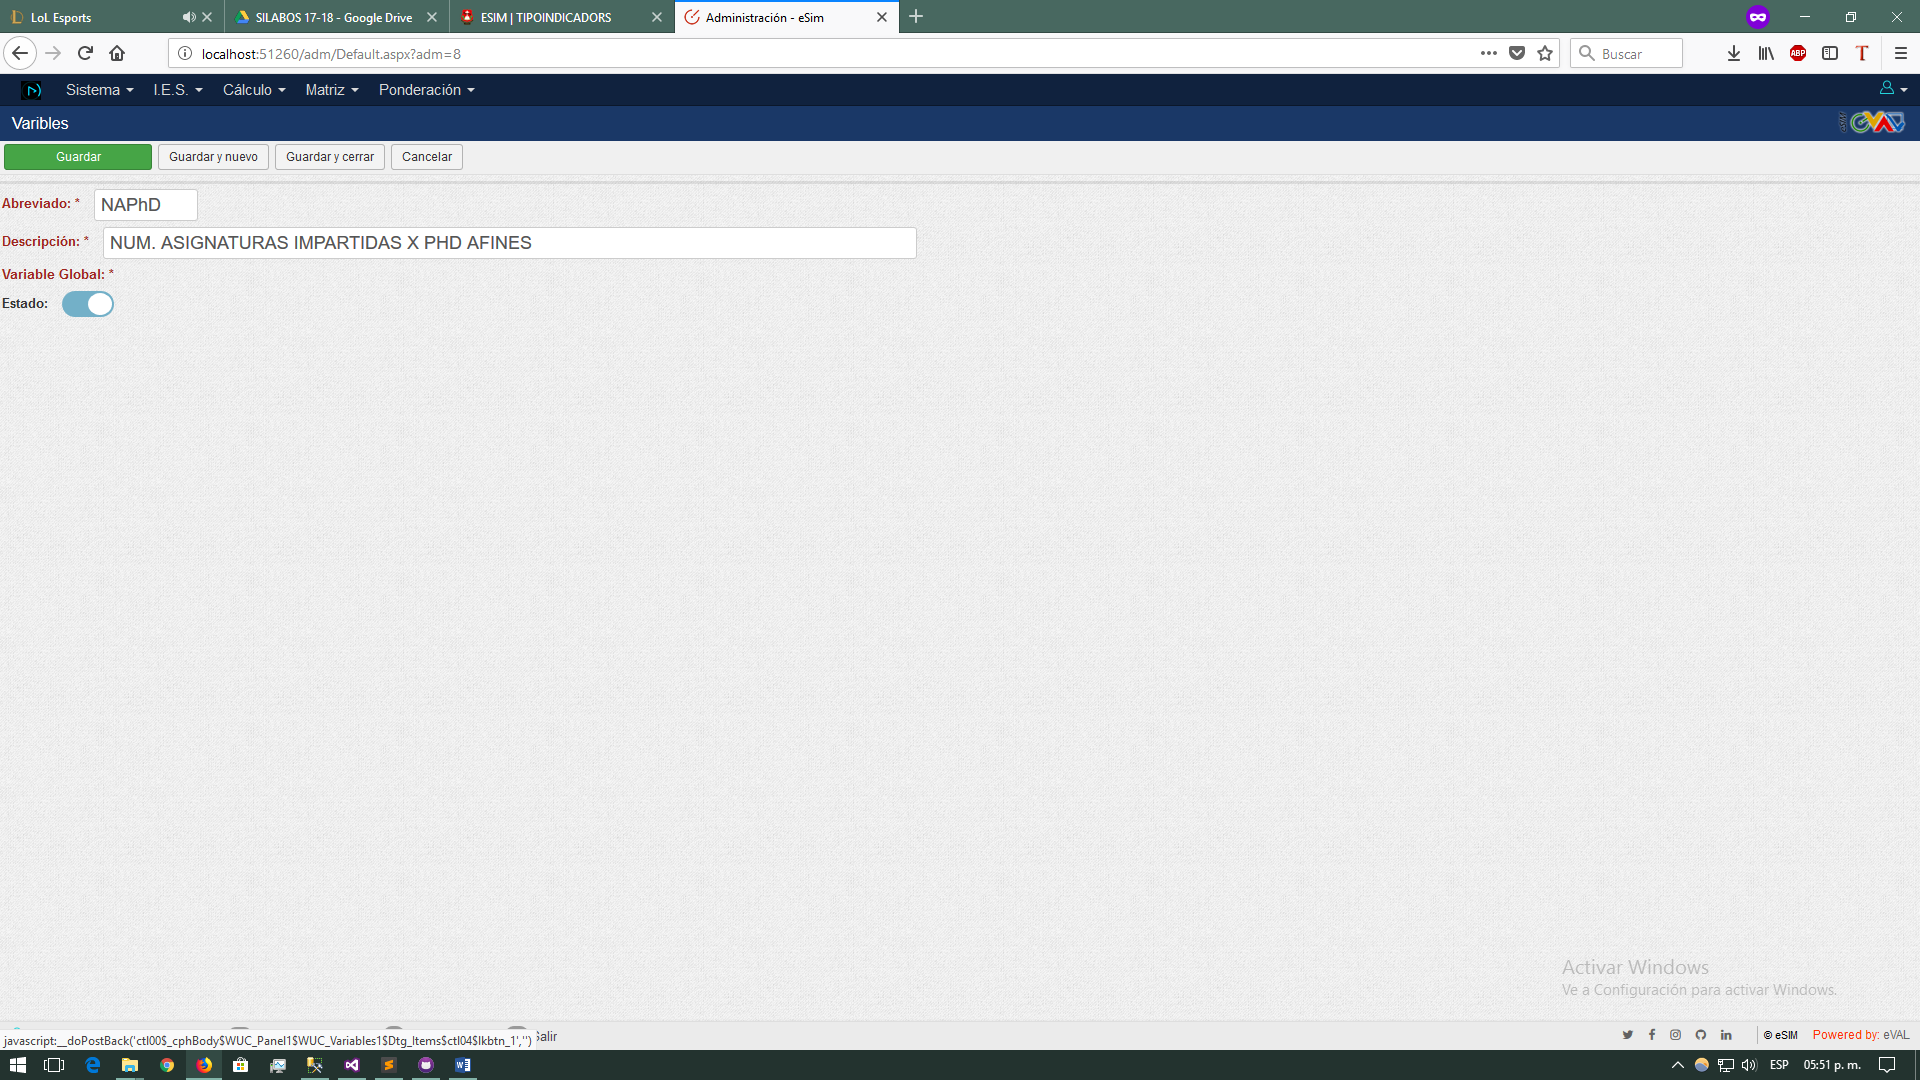 LoL Esports
SILABOS 17-18 - Google Drive
ESIM | TIPOINDICADORS
Administración - eSim
localhost:51260/adm/Default.aspx?adm=8
Buscar
ABP
T
Sistema
I.E.S.
Cálculo
Matriz
Ponderación
Varibles
Guardar
Guardar y nuevo
Guardar y cerrar
Cancelar
Abreviado: * NAPhD
Descripción: * NUM. ASIGNATURAS IMPARTIDAS X PHD AFINES
Variable Global: *
Estado:
Activar Windows
Ve a Configuración para activar Windows.
javascript:__doPostBack('ctl00$_cphBody$WUC_Panel1$WUC_Variables1$Dtg_Items$ctl04$lkbtn_1','')
© eSIM
Powered by: eVAL
ESP
05:51 p. m.